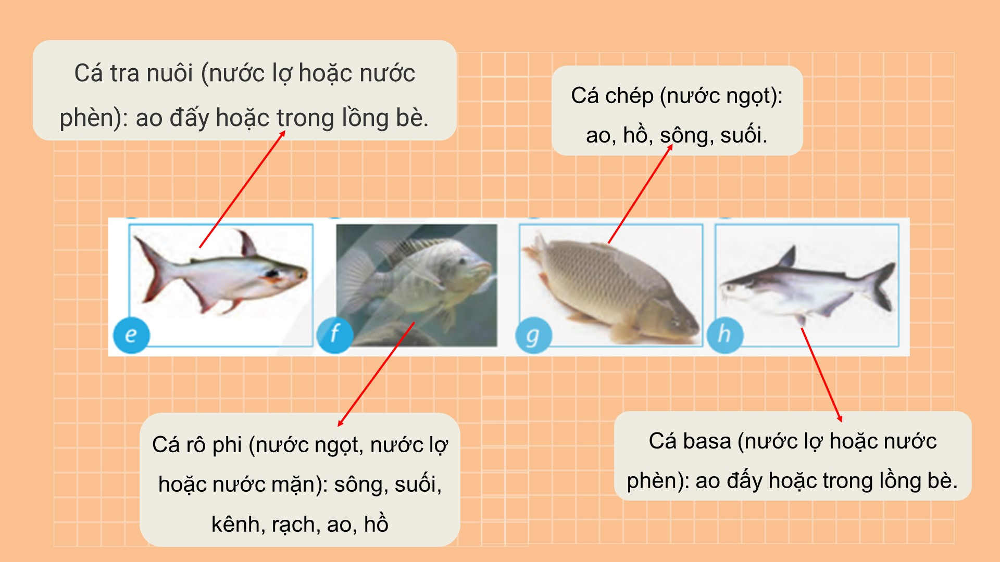 Cá tra nuôi (nước lợ hoặc nước
phèn): ao đấy hoặc trong lồng bè.
Cá chép (nước ngọt):
ao, hồ, sông, suối.
e
f
g
h
Cá rô phi (nước ngọt, nước lợ
hoặc nước mặn): sông, suối,
kênh, rạch, ao, hồ
Cá basa (nước lợ hoặc nước
phèn): ao đấy hoặc trong lồng bè.